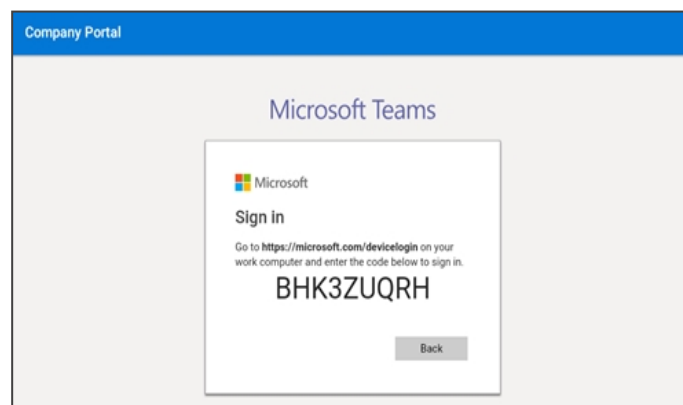 Company Portal
Microsoft Teams
Microsoft
Sign in
Go to https://microsoft.com/devicelogin on your
work computer and enter the code below to sign in.
BHK3ZUQRH
Back